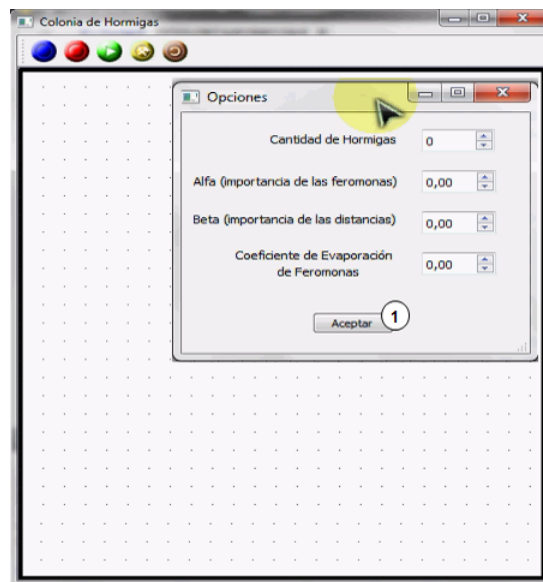 Colonia de Hormigas
Opciones
Cantidad de Hormigas 0
Alfa (importancia de las feromonas) 0,00
Beta (importancia de las distancias) 0,00
Coeficiente de Evaporación
de Feromonas 0,00
Aceptar 1